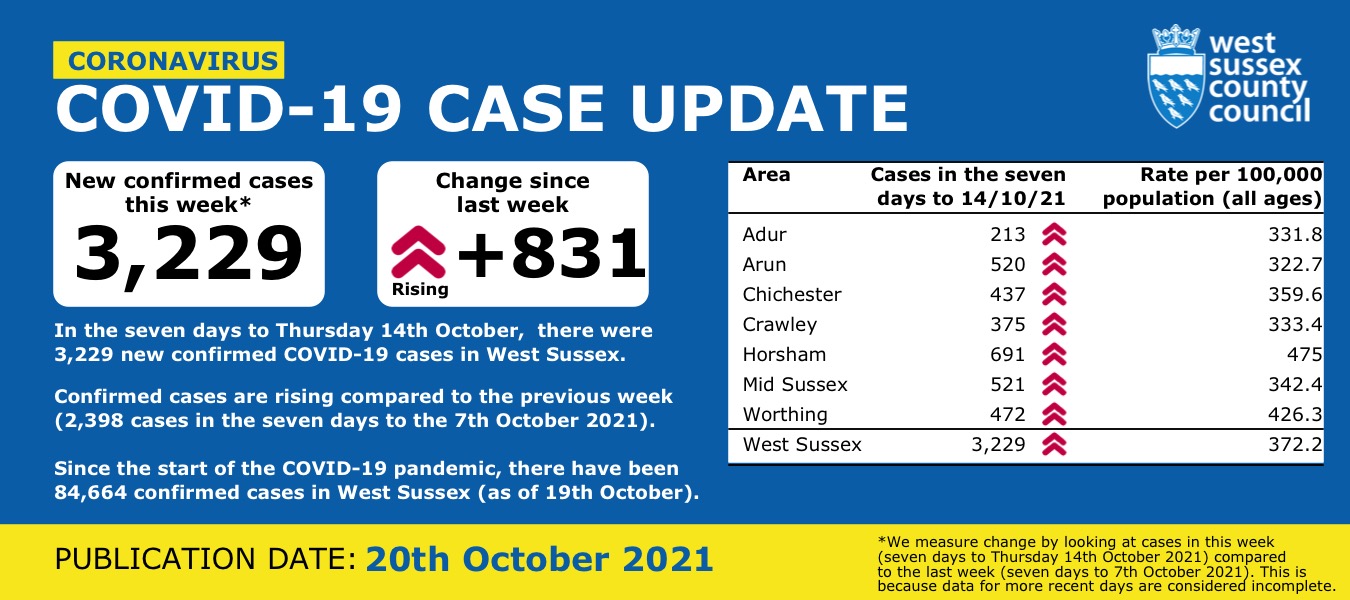 CORONAVIRUS
COVID-19 CASE UPDATE
west
sussex
county
council
New confirmed cases
this week*
3,229
Change since
last week
+831
Rising
In the seven days to Thursday 14th October, there were
3,229 new confirmed COVID-19 cases in West Sussex.
Confirmed cases are rising compared to the previous week
(2,398 cases in the seven days to the 7th October 2021).
Since the start of the COVID-19 pandemic, there have been
84,664 confirmed cases in West Sussex (as of 19th October).
Area Cases in the seven Rate per 100,000
days to 14/10/21 population (all ages)
Adur 213 331.8
Arun 520 322.7
Chichester 437 359.6
Crawley 375 333.4
Horsham 691 475
Mid Sussex 521 342.4
Worthing 472 426.3
West Sussex 3,229 372.2
PUBLICATION DATE: 20th October 2021
*We measure change by looking at cases in this week
(seven days to Thursday 14th October 2021) compared
to the last week (seven days to 7th October 2021). This is
because data for more recent days are considered incomplete.